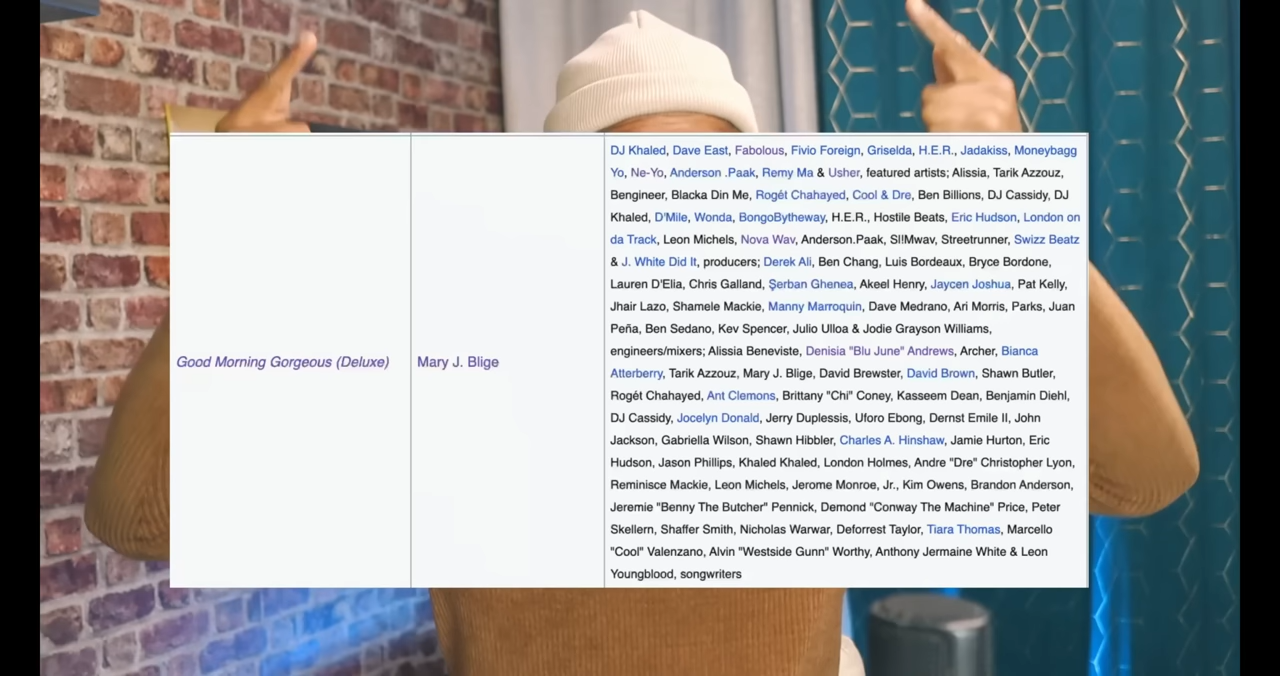 Good Morning Gorgeous (Deluxe)
Mary J. Blige
DJ Khaled, Dave East, Fabolous, Fivio Foreign, Griselda, H.E.R., Jadakiss, Moneybagg
Yo, Ne-Yo, Anderson .Paak, Remy Ma & Usher, featured artists; Alissia, Tarik Azzouz,
Bengineer, Blacka Din Me, Rogét Chahayed, Cool & Dre, Ben Billions, DJ Cassidy, DJ
Khaled, D'Mile, Wonda, BongoBytheway, H.E.R., Hostile Beats, Eric Hudson, London on
da Track, Leon Michels, Nova Wav, Anderson.Paak, Sl!Mwav, Streetrunner, Swizz Beatz
& J. White Did It, producers; Derek Ali, Ben Chang, Luis Bordeaux, Bryce Bordone,
Lauren D'Elia, Chris Galland, Şerban Ghenea, Akeel Henry, Jaycen Joshua, Pat Kelly,
Jhair Lazo, Shamele Mackie, Manny Marroquin, Dave Medrano, Ari Morris, Parks, Juan
Peña, Ben Sedano, Kev Spencer, Julio Ulloa & Jodie Grayson Williams,
engineers/mixers; Alissia Beneviste, Denisia "Blu June" Andrews, Archer, Bianca
Atterberry, Tarik Azzouz, Mary J. Blige, David Brewster, David Brown, Shawn Butler,
Rogét Chahayed, Ant Clemons, Brittany "Chi" Coney, Kasseem Dean, Benjamin Diehl,
DJ Cassidy, Jocelyn Donald, Jerry Duplessis, Uforo Ebong, Dernst Emile II, John
Jackson, Gabriella Wilson, Shawn Hibbler, Charles A. Hinshaw, Jamie Hurton, Eric
Hudson, Jason Phillips, Khaled Khaled, London Holmes, Andre "Dre" Christopher Lyon,
Reminisce Mackie, Leon Michels, Jerome Monroe, Jr., Kim Owens, Brandon Anderson,
Jeremie "Benny The Butcher" Pennick, Demond "Conway The Machine" Price, Peter
Skellern, Shaffer Smith, Nicholas Warwar, Deforrest Taylor, Tiara Thomas, Marcello
"Cool" Valenzano, Alvin "Westside Gunn" Worthy, Anthony Jermaine White & Leon
Youngblood, songwriters